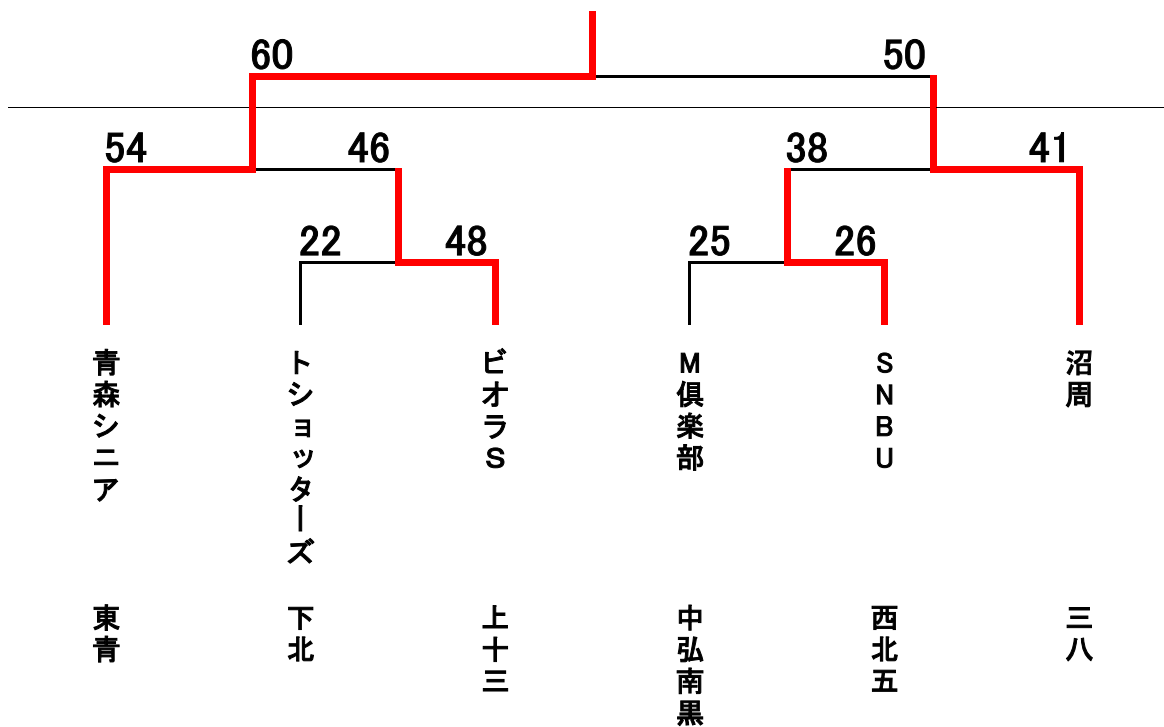 60 50
54 46 38 41
22 48 25 26
青森シニア
トショッターズ
ビオラS
M倶楽部
SNBU
沼周
東青
下北
上十三
中弘南黒
西北五
三八